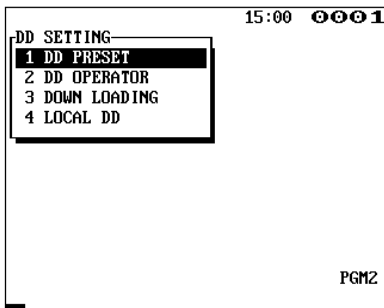 15:00 0001
DD SETTING
1 DD PRESET
2 DD OPERATOR
3 DOWN LOADING
4 LOCAL DD
PGM2